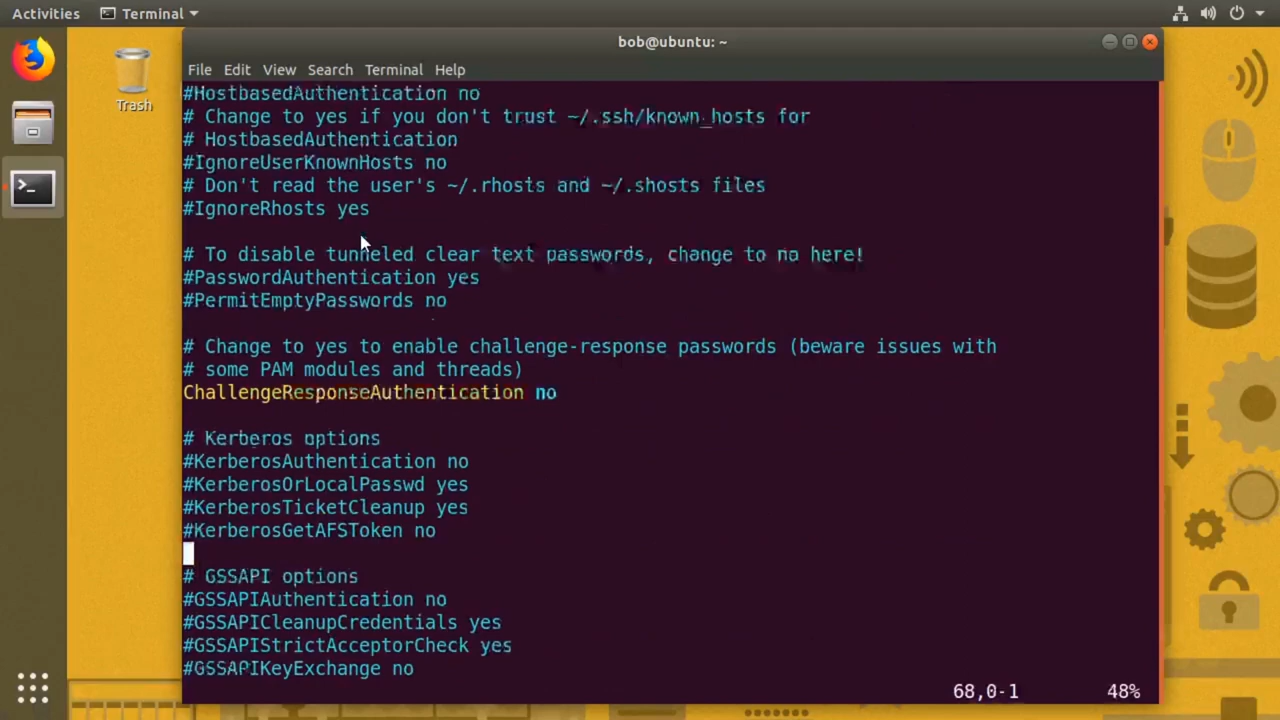 Activities
Terminal
bob@ubuntu: ~
File Edit View Search Terminal Help
Trash
#HostbasedAuthentication no
# Change to yes if you don't trust ~/.ssh/known_hosts for
# HostbasedAuthentication
#IgnoreUserKnownHosts no
# Don't read the user's ~/.rhosts and ~/.shosts files
#IgnoreRhosts yes
# To disable tunneled clear text passwords, change to no here!
#PasswordAuthentication yes
#PermitEmptyPasswords no
# Change to yes to enable challenge-response passwords (beware issues with
# some PAM modules and threads)
ChallengeResponseAuthentication no
# Kerberos options
#KerberosAuthentication no
#KerberosOrLocalPasswd yes
#KerberosTicketCleanup yes
#KerberosGetAFSToken no
# GSSAPI options
#GSSAPIAuthentication no
#GSSAPICleanupCredentials yes
#GSSAPIStrictAcceptorCheck yes
#GSSAPIKeyExchange no
68,0-1 48%